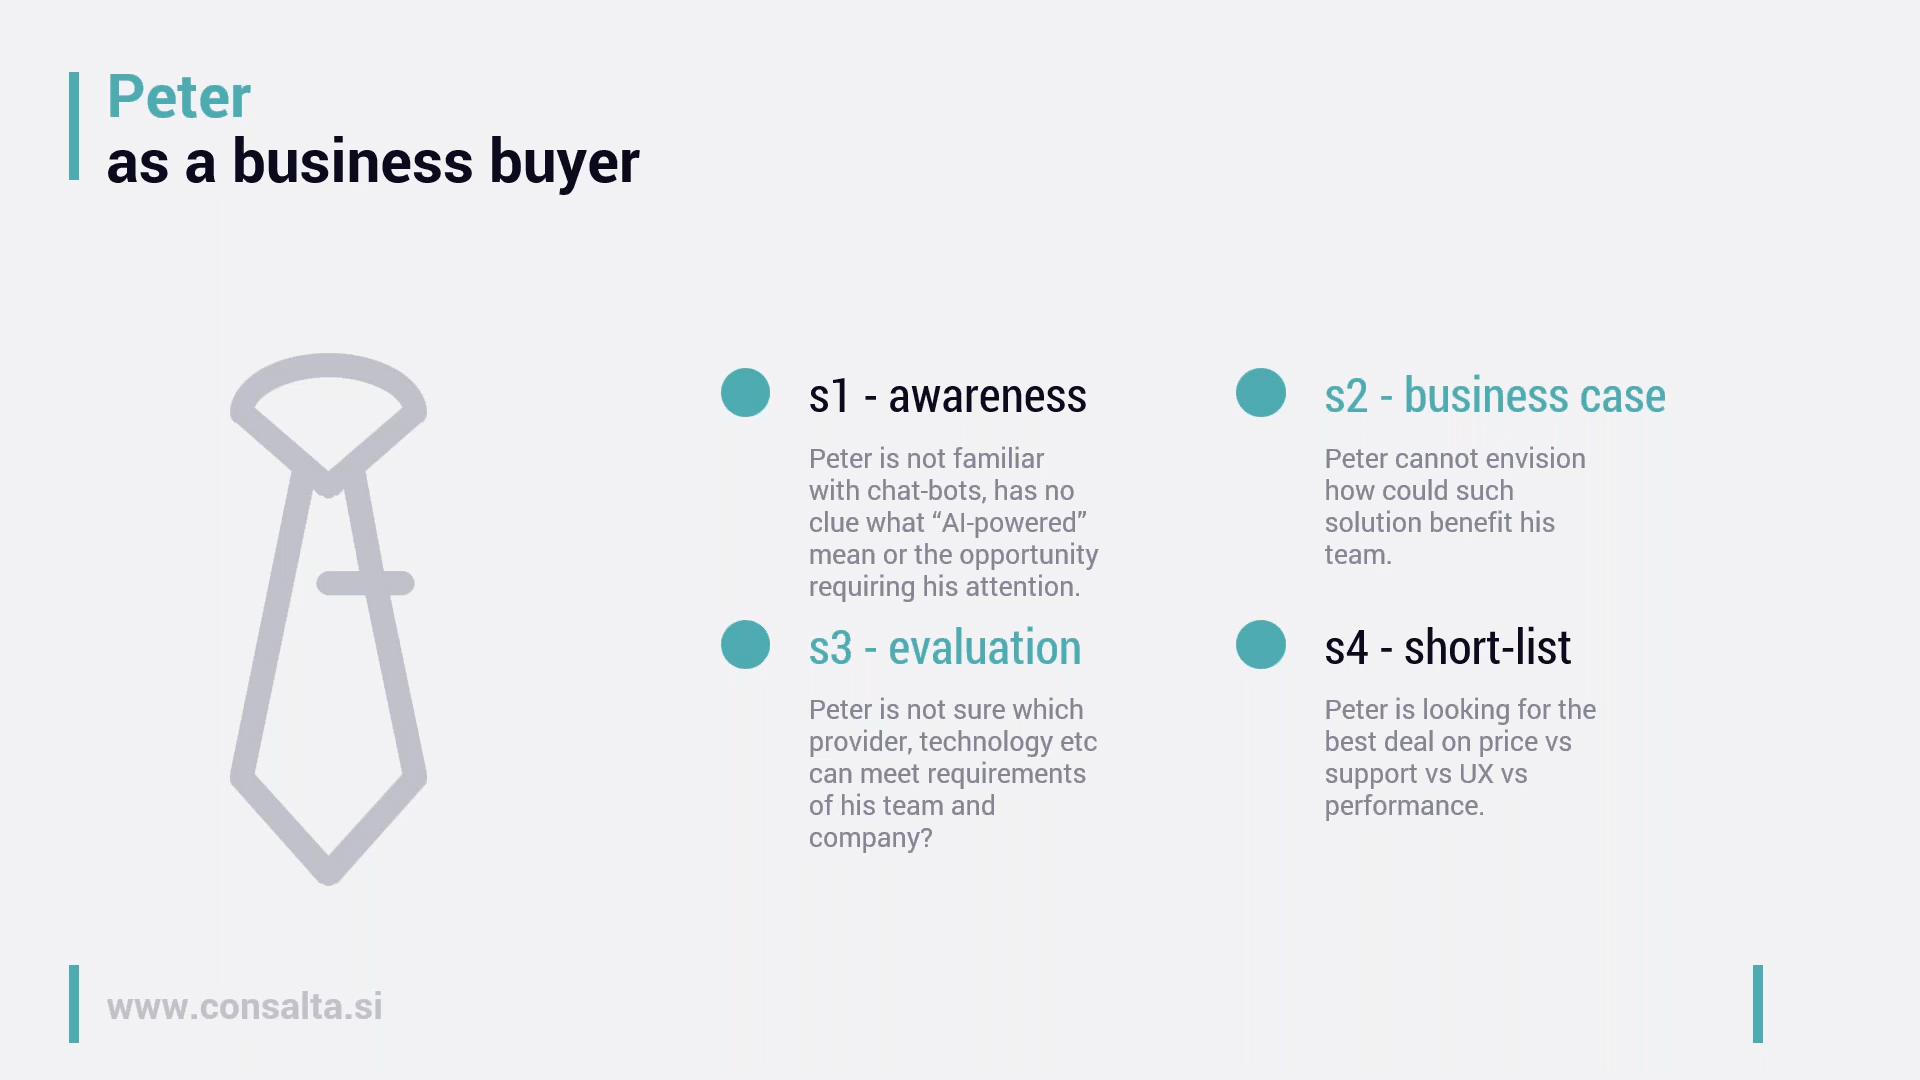 Peter
as a business buyer
s1 - awareness
Peter is not familiar
with chat-bots, has no
clue what “AI-powered”
mean or the opportunity
requiring his attention.
s2 - business case
Peter cannot envision
how could such
solution benefit his
team.
s3 - evaluation
Peter is not sure which
provider, technology etc
can meet requirements
of his team and
company?
s4 - short-list
Peter is looking for the
best deal on price vs
support vs UX vs
performance.
www.consalta.si